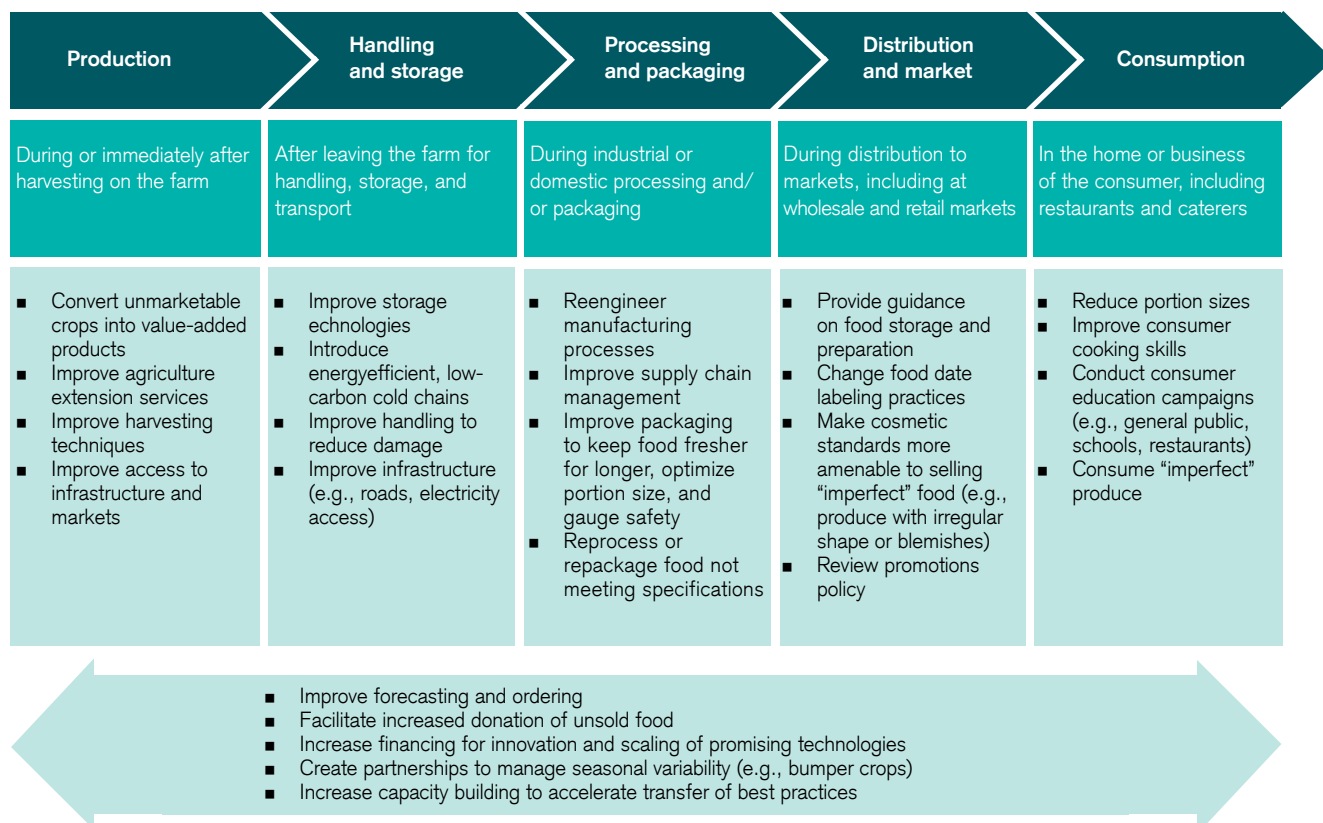 Production
Handling
and storage
Processing
and packaging
Distribution
and market
Consumption
During or immediately after
harvesting on the farm
After leaving the farm for
handling, storage, and
transport
During industrial or
domestic processing and/
or packaging
During distribution to
markets, including at
wholesale and retail markets
In the home or business
of the consumer, including
restaurants and caterers
■ Convert unmarketable
crops into value-added
products
■ Improve agriculture
extension services
■ Improve harvesting
techniques
■ Improve access to
infrastructure and
markets
■ Improve storage
echnologies
■ Introduce
energyefficient, low-
carbon cold chains
■ Improve handling to
reduce damage
■ Improve infrastructure
(e.g., roads, electricity
access)
■ Reengineer
manufacturing
processes
■ Improve supply chain
management
■ Improve packaging
to keep food fresher
for longer, optimize
portion size, and
gauge safety
■ Reprocess or
repackage food not
meeting specifications
■ Provide guidance
on food storage and
preparation
■ Change food date
labeling practices
■ Make cosmetic
standards more
amenable to selling
“imperfect” food (e.g.,
produce with irregular
shape or blemishes)
■ Review promotions
policy
■ Reduce portion sizes
■ Improve consumer
cooking skills
■ Conduct consumer
education campaigns
(e.g., general public,
schools, restaurants)
■ Consume “imperfect”
produce
■ Improve forecasting and ordering
■ Facilitate increased donation of unsold food
■ Increase financing for innovation and scaling of promising technologies
■ Create partnerships to manage seasonal variability (e.g., bumper crops)
■ Increase capacity building to accelerate transfer of best practices